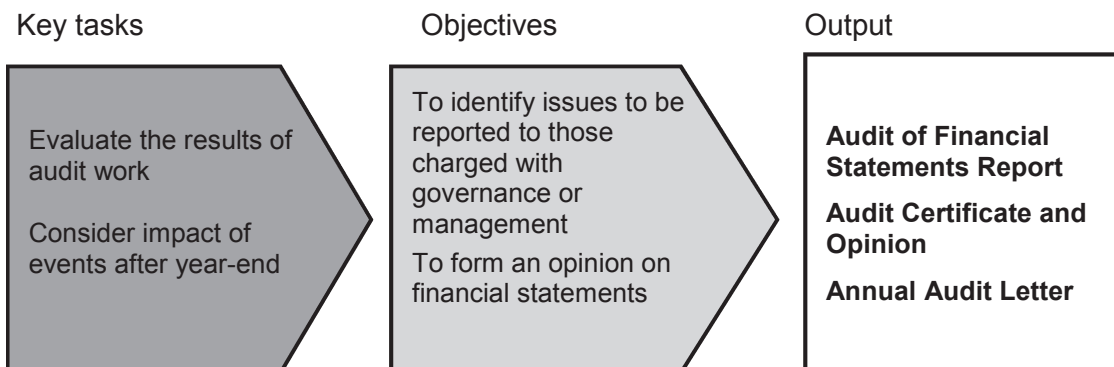 Key tasks
Objectives
Output
Evaluate the results of
audit work
Consider impact of
events after year-end
To identify issues to be
reported to those
charged with
governance or
management
To form an opinion on
financial statements
Audit of Financial
Statements Report
Audit Certificate and
Opinion
Annual Audit Letter